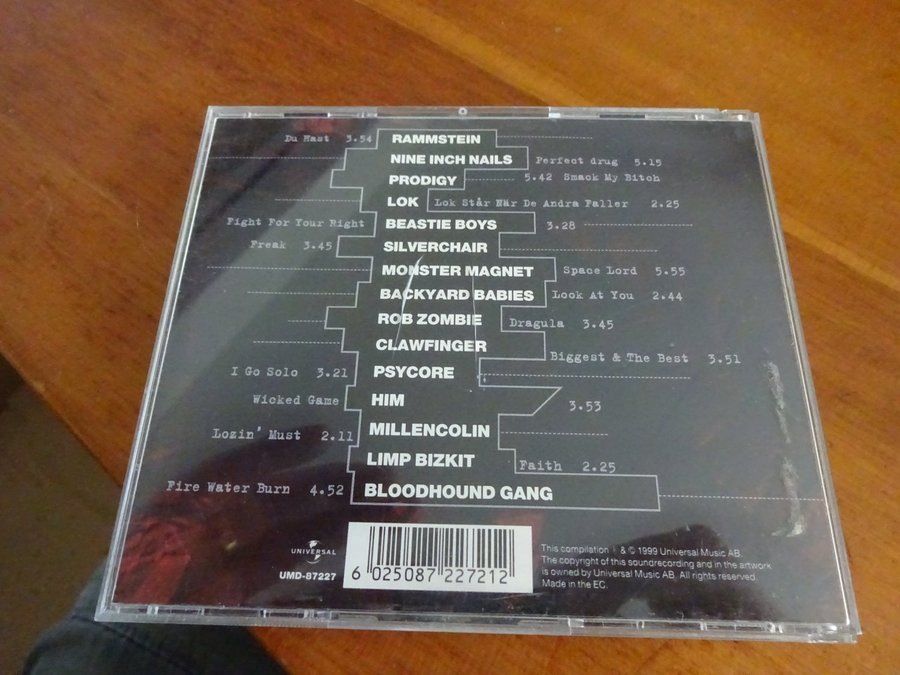 Du Hast 3.54 RAMMSTEIN
NINE INCH NAILS Perfect drug 5.15
PRODIGY 5.42 Smack My Bitch
LOK Lok Står När De Andra Faller 2.25
Fight For Your Right BEASTIE BOYS 3.28
Freak 3.45 SILVERCHAIR
MONSTER MAGNET Space Lord 5.55
BACKYARD BABIES Look At You 2.44
ROB ZOMBIE Dragula 3.45
CLAWFINGER Biggest & The Best 3.51
I Go Solo 3.21 PSYCORE
Wicked Game HIM 3.53
Lozin' Must 2.11 MILLENCOLIN
LIMP BIZKIT Faith 2.25
Fire Water Burn 4.52 BLOODHOUND GANG
UNIVERSAL
UMD-87227
6 025087 227212
This compilation & © 1999 Universal Music AB.
The copyright of this soundrecording and in the artwork
is owned by Universal Music AB. All rights reserved.
Made in the EC.